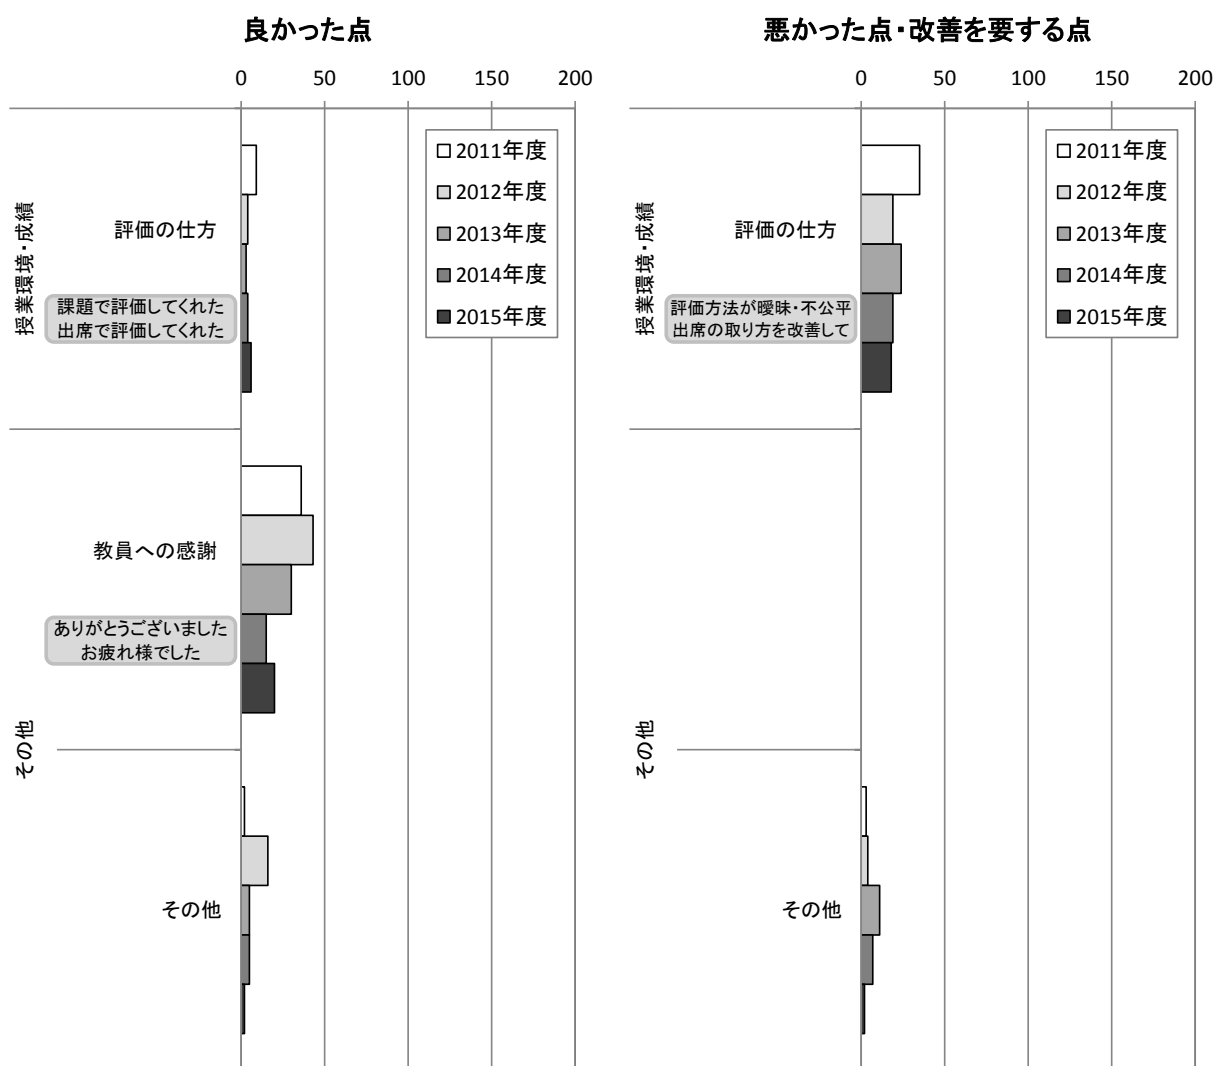 良かった点
0 50 100 150 200
2011年度
2012年度
2013年度
2014年度
2015年度
授業環境・成績
評価の仕方
課題で評価してくれた
出席で評価してくれた
教員への感謝
ありがとうございました
お疲れ様でした
その他
その他
悪かった点・改善を要する点
0 50 100 150 200
2011年度
2012年度
2013年度
2014年度
2015年度
授業環境・成績
評価の仕方
評価方法が曖昧・不公平
出席の取り方を改善して
その他
その他